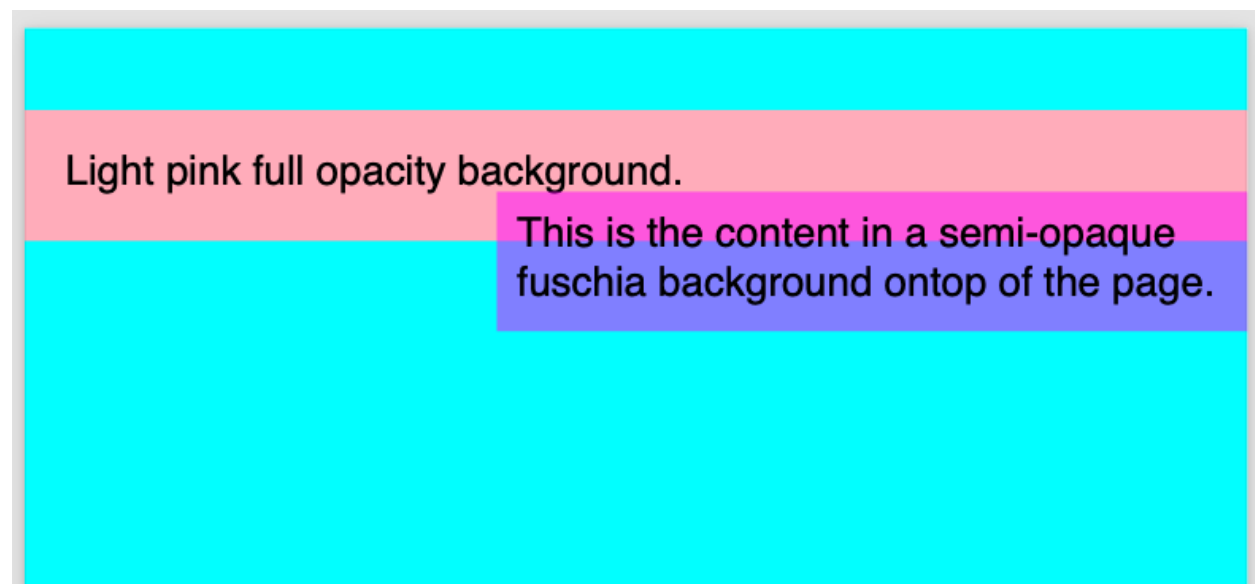 Light pink full opacity background.
This is the content in a semi-opaque
fuschia background ontop of the page.